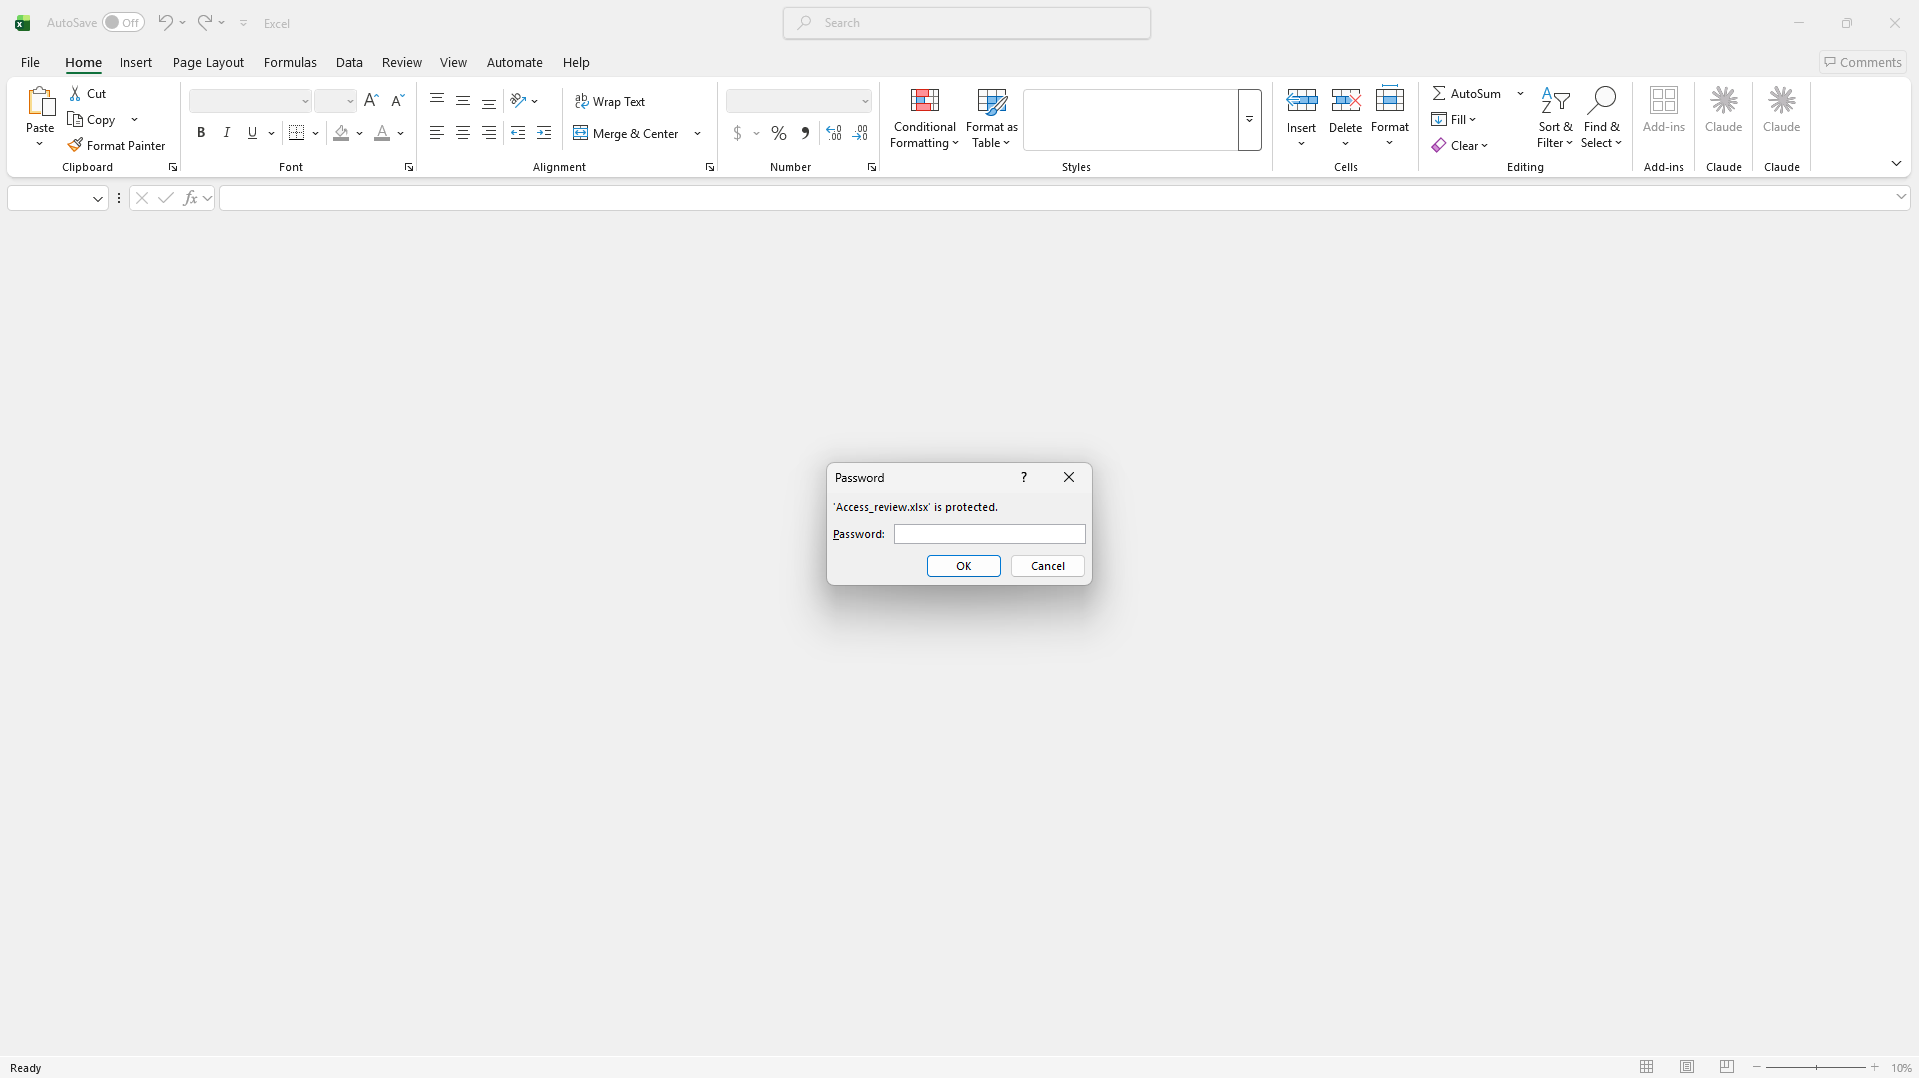 AutoSave Off Excel Search
File Home Insert Page Layout Formulas Data Review View Automate Help Comments
Paste
Cut
Copy
Format Painter
Clipboard
B I U
Font
Wrap Text
Merge & Center
Alignment
$ % ,
Number
Conditional
Formatting
Format as
Table
Styles
Insert
Delete
Format
Cells
AutoSum
Fill
Clear
Sort &
Filter
Find &
Select
Editing
Add-ins
Add-ins
Claude
Claude
Claude
Claude
fx
Password ?
'Access_review.xlsx' is protected.
Password:
OK Cancel
Ready 10%